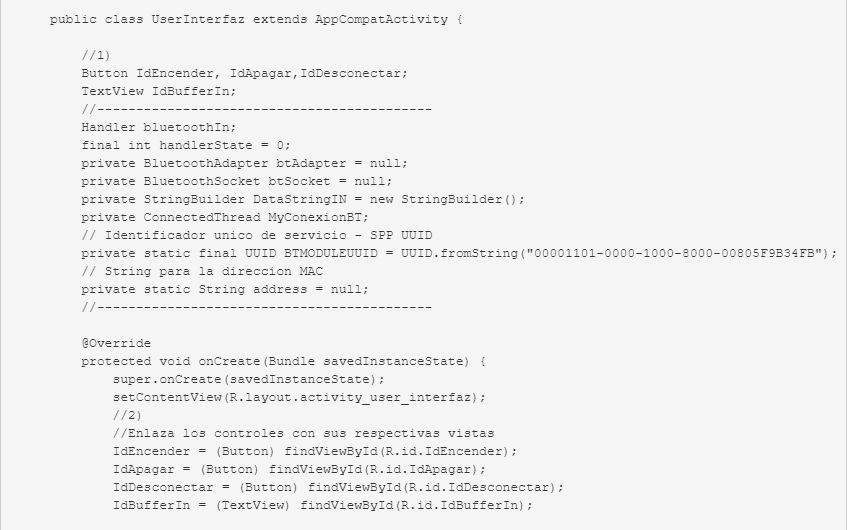 public class UserInterfaz extends AppCompatActivity {
//1)
Button IdEncender, IdApagar,IdDesconectar;
TextView IdBufferIn;
//-------------------------------------------
Handler bluetoothIn;
final int handlerState = 0;
private BluetoothAdapter btAdapter = null;
private BluetoothSocket btSocket = null;
private StringBuilder DataStringIN = new StringBuilder();
private ConnectedThread MyConexionBT;
// Identificador unico de servicio - SPP UUID
private static final UUID BTMODULEUUID = UUID.fromString("00001101-0000-1000-8000-00805F9B34FB");
// String para la direccion MAC
private static String address = null;
//-------------------------------------------
@Override
protected void onCreate(Bundle savedInstanceState) {
super.onCreate(savedInstanceState);
setContentView(R.layout.activity_user_interfaz);
//2)
//Enlaza los controles con sus respectivas vistas
IdEncender = (Button) findViewById(R.id.IdEncender);
IdApagar = (Button) findViewById(R.id.IdApagar);
IdDesconectar = (Button) findViewById(R.id.IdDesconectar);
IdBufferIn = (TextView) findViewById(R.id.IdBufferIn);